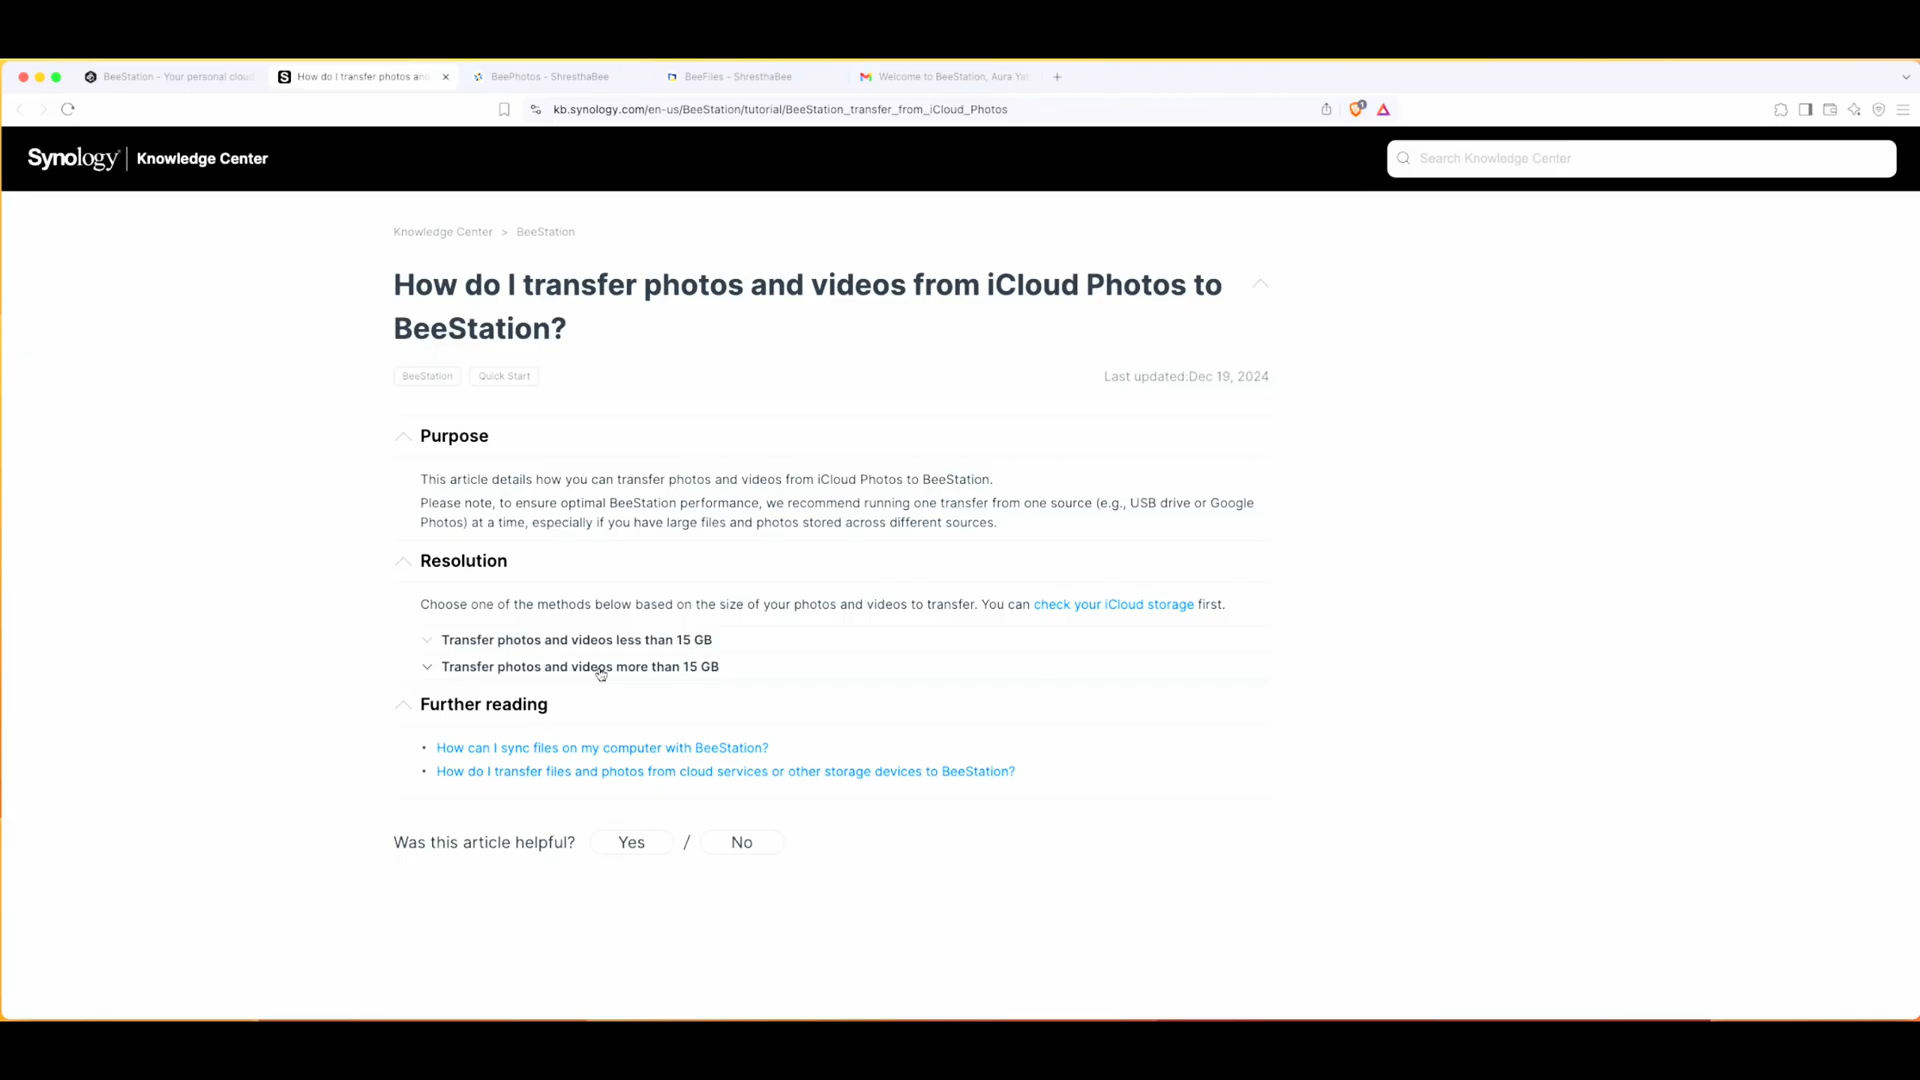 BeeStation - Your personal cloud
How do I transfer photos and
BeePhotos - ShresthaBee
BeeFiles - ShresthaBee
Welcome to BeeStation, Aura Ya
kb.synology.com/en-us/BeeStation/tutorial/BeeStation_transfer_from_iCloud_Photos
1
Synology | Knowledge Center
Search Knowledge Center
Knowledge Center > BeeStation
How do I transfer photos and videos from iCloud Photos to
BeeStation?
BeeStation
Quick Start
Last updated:Dec 19, 2024
Purpose
This article details how you can transfer photos and videos from iCloud Photos to BeeStation.
Please note, to ensure optimal BeeStation performance, we recommend running one transfer from one source (e.g., USB drive or Google
Photos) at a time, especially if you have large files and photos stored across different sources.
Resolution
Choose one of the methods below based on the size of your photos and videos to transfer. You can check your iCloud storage first.
Transfer photos and videos less than 15 GB
Transfer photos and videos more than 15 GB
Further reading
• How can I sync files on my computer with BeeStation?
• How do I transfer files and photos from cloud services or other storage devices to BeeStation?
Was this article helpful? Yes / No